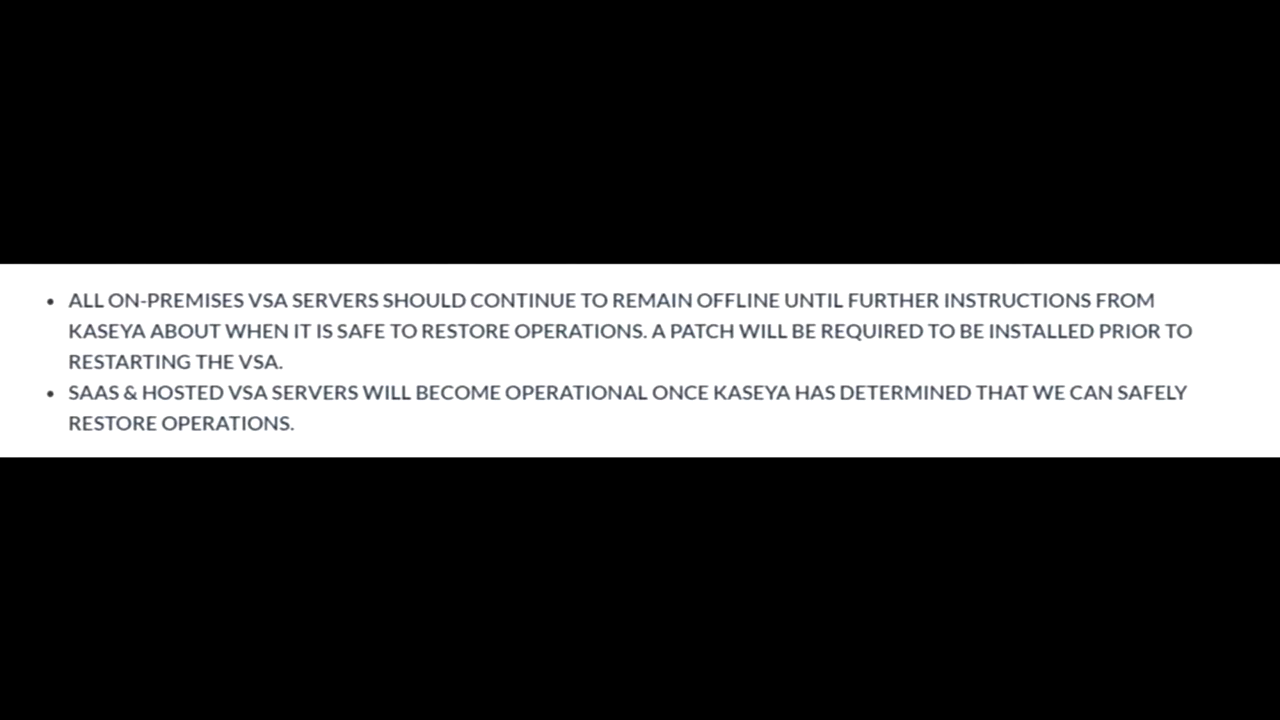 • ALL ON-PREMISES VSA SERVERS SHOULD CONTINUE TO REMAIN OFFLINE UNTIL FURTHER INSTRUCTIONS FROM
KASEYA ABOUT WHEN IT IS SAFE TO RESTORE OPERATIONS. A PATCH WILL BE REQUIRED TO BE INSTALLED PRIOR TO
RESTARTING THE VSA.
• SAAS & HOSTED VSA SERVERS WILL BECOME OPERATIONAL ONCE KASEYA HAS DETERMINED THAT WE CAN SAFELY
RESTORE OPERATIONS.